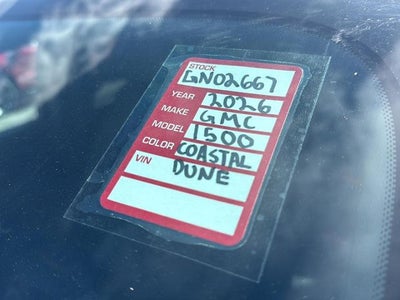 STOCK GN02667
YEAR 2026
MAKE GMC
MODEL 1500
COLOR COASTAL
VIN DUNE